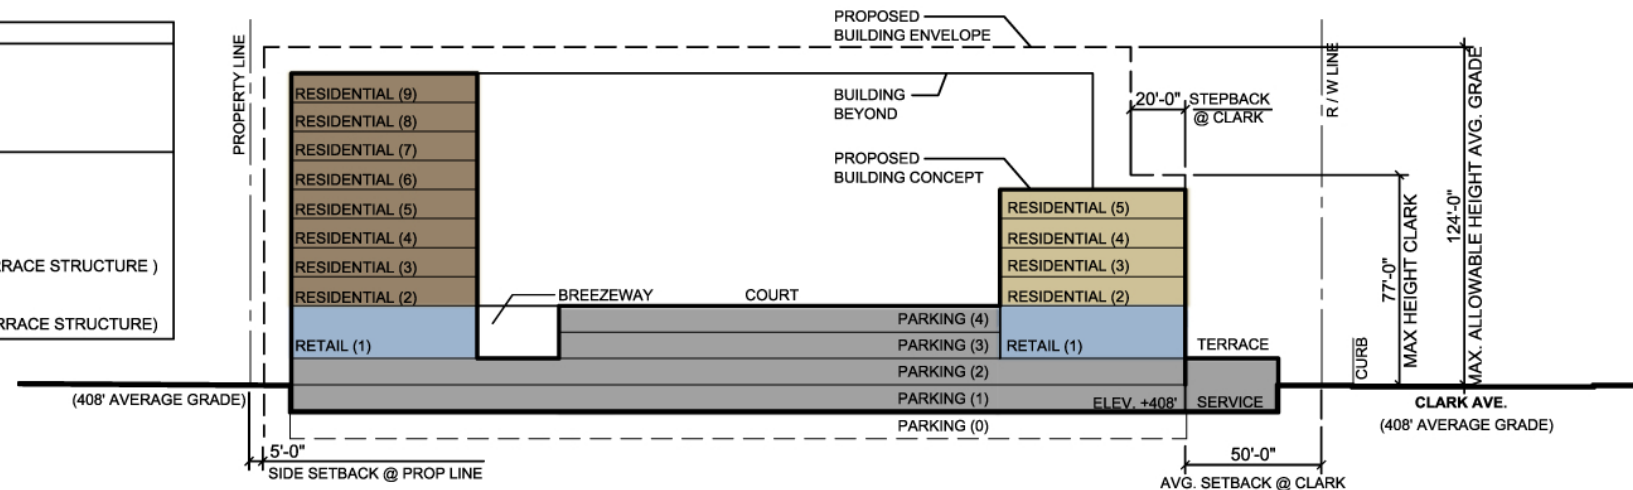 PROPOSED
BUILDING ENVELOPE
PROPERTY LINE
R / W LINE
RESIDENTIAL (9)
RESIDENTIAL (8)
RESIDENTIAL (7)
RESIDENTIAL (6)
RESIDENTIAL (5)
RESIDENTIAL (4)
RESIDENTIAL (3)
RESIDENTIAL (2)
RETAIL (1)
BUILDING
BEYOND
20'-0" STEPBACK
@ CLARK
PROPOSED
BUILDING CONCEPT
RESIDENTIAL (5)
RESIDENTIAL (4)
RESIDENTIAL (3)
RESIDENTIAL (2)
RETAIL (1)
BREEZEWAY
COURT
PARKING (4)
PARKING (3)
PARKING (2)
PARKING (1)
PARKING (0)
ELEV. +408'
TERRACE
SERVICE
CURB
77'-0"
MAX HEIGHT CLARK
124'-0"
MAX. ALLOWABLE HEIGHT AVG. GRADE
RRACE STRUCTURE )
RRACE STRUCTURE)
(408' AVERAGE GRADE)
CLARK AVE.
(408' AVERAGE GRADE)
5'-0"
SIDE SETBACK @ PROP LINE
50'-0"
AVG. SETBACK @ CLARK